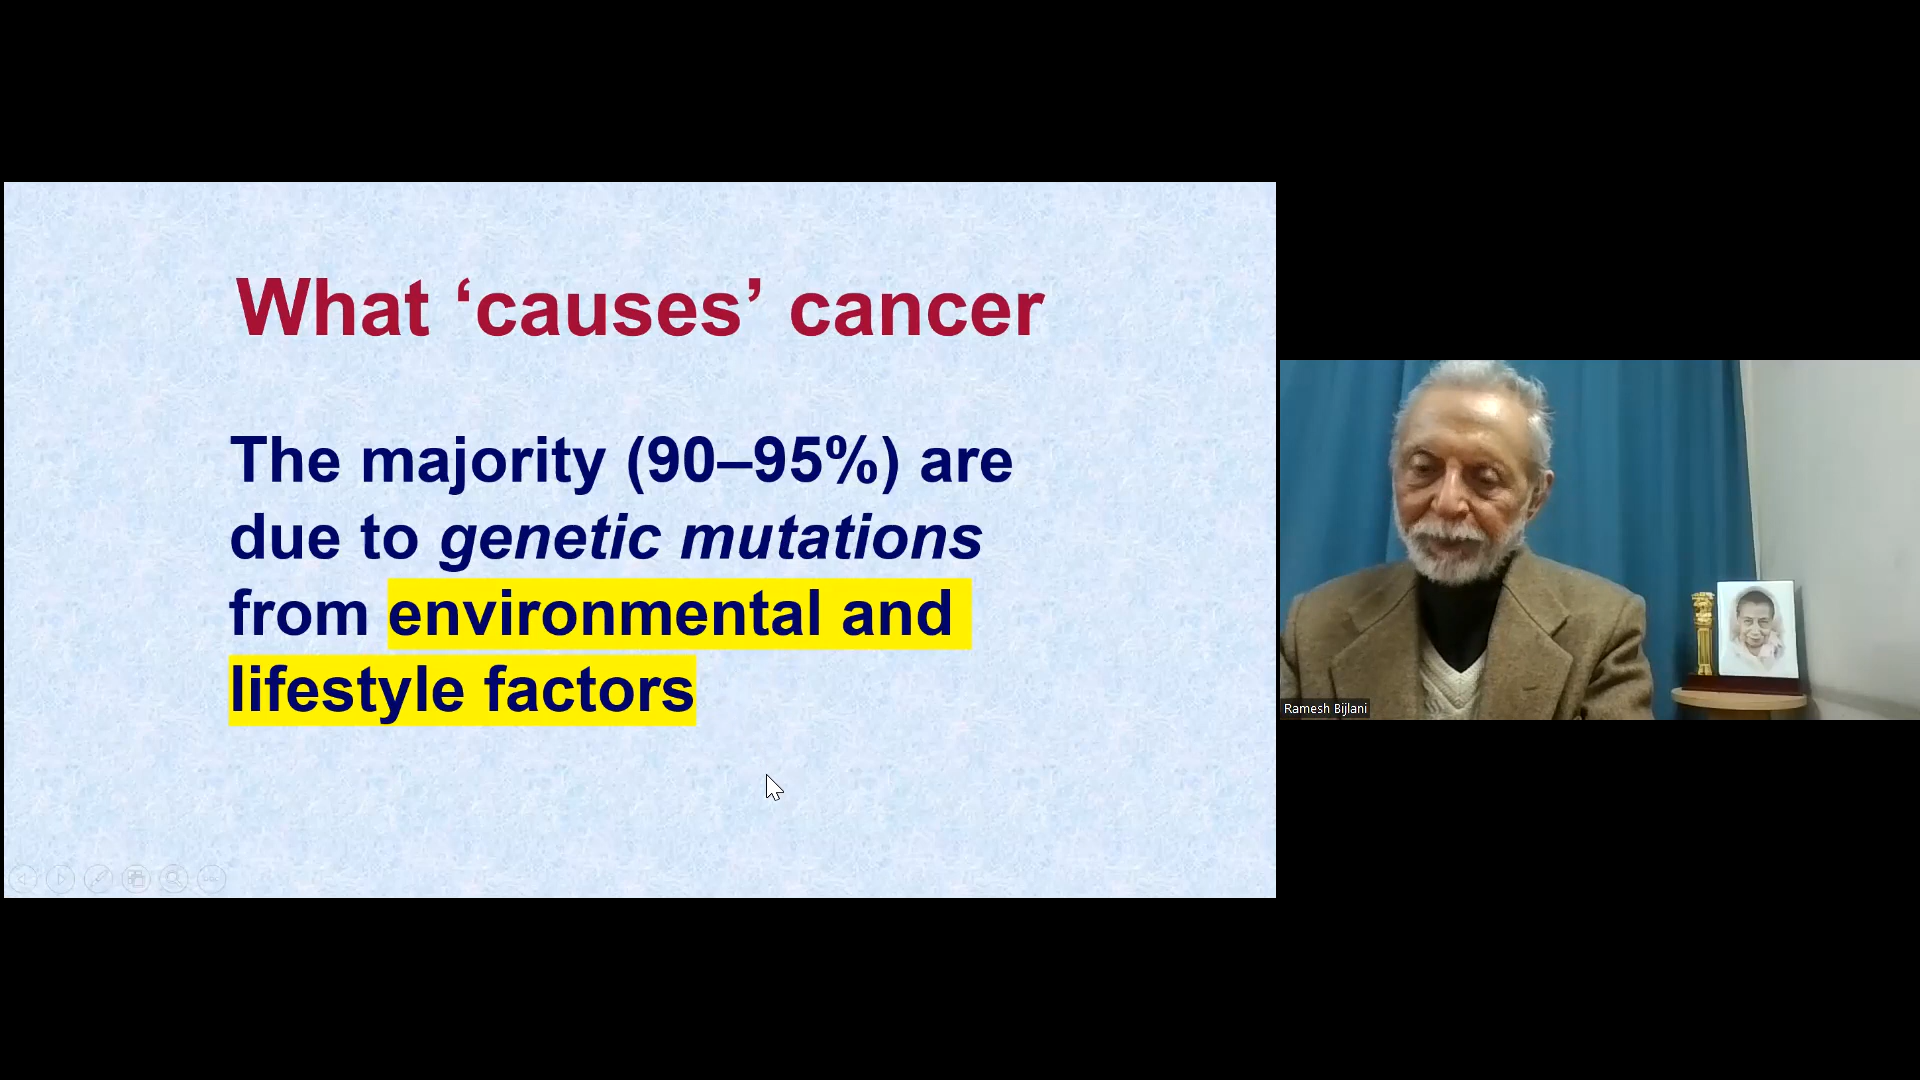 What ‘causes’ cancer
The majority (90–95%) are
due to genetic mutations
from environmental and
lifestyle factors
Ramesh Bijlani